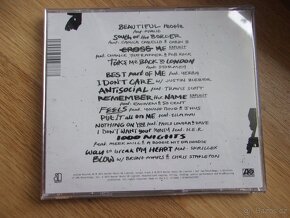 BEAUTIFUL PEOPLE
feat. KHALID
SOUTH OF THE BORDER
feat. CAMILA CABELLO & CARDI B
CROSS ME
feat. CHANCE THE RAPPER & PNB ROCK
TAKE ME BACK TO LONDON
feat. STORMZY
BEST PART OF ME feat. YEBBA
I DON'T CARE w/ JUSTIN BIEBER
ANTISOCIAL w/ TRAVIS SCOTT
REMEMBER THE NAME
feat. EMINEM & 50 CENT
FEELS feat. YOUNG THUG & J HUS
PUT IT ALL ON ME feat. ELLA MAI
NOTHING ON YOU feat. PAULO LONDRA & DAVE
I DON'T WANT YOUR MONEY feat. H.E.R.
1000 NIGHTS
feat. MEEK MILL & A BOOGIE WIT DA HOODIE
WAY TO BREAK MY HEART feat. SKRILLEX
BLOW w/ BRUNO MARS & CHRIS STAPLETON